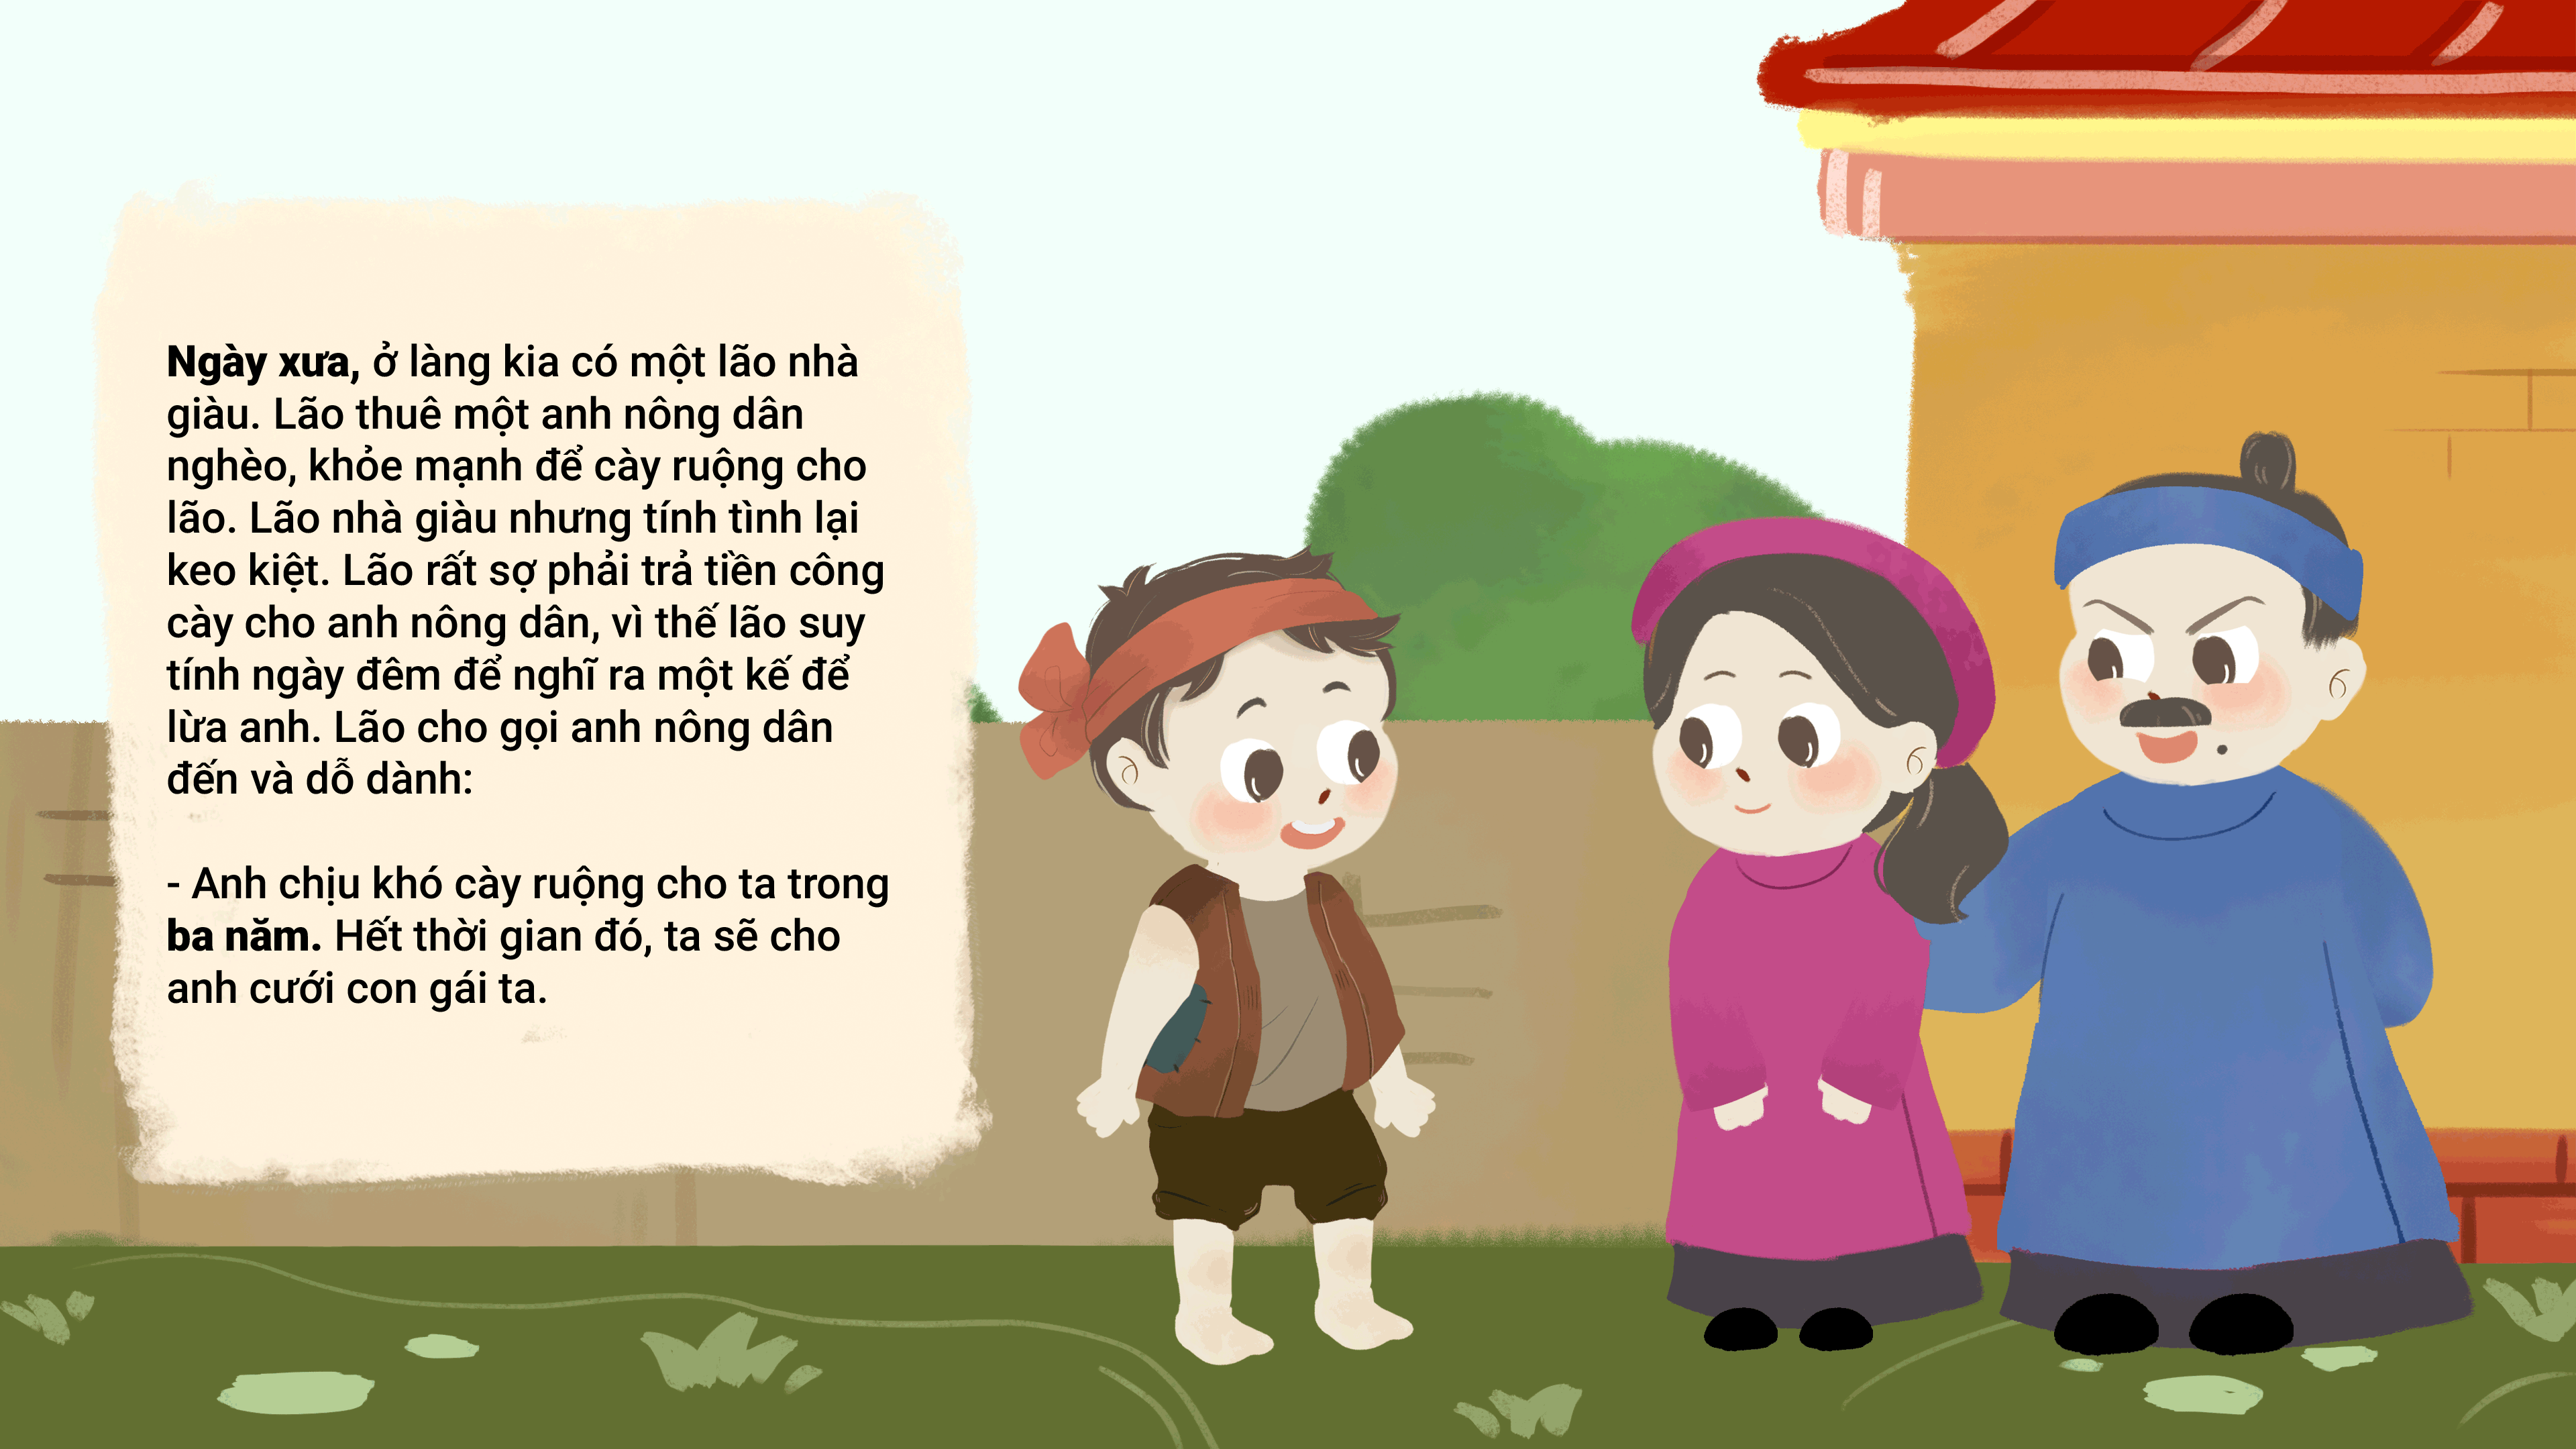 Ngày xưa, ở làng kia có một lão nhà
giàu. Lão thuê một anh nông dân
nghèo, khỏe mạnh để cày ruộng cho
lão. Lão nhà giàu nhưng tính tình lại
keo kiệt. Lão rất sợ phải trả tiền công
cày cho anh nông dân, vì thế lão suy
tính ngày đêm để nghĩ ra một kế để
lừa anh. Lão cho gọi anh nông dân
đến và dỗ dành:
- Anh chịu khó cày ruộng cho ta trong
ba năm. Hết thời gian đó, ta sẽ cho
anh cưới con gái ta.